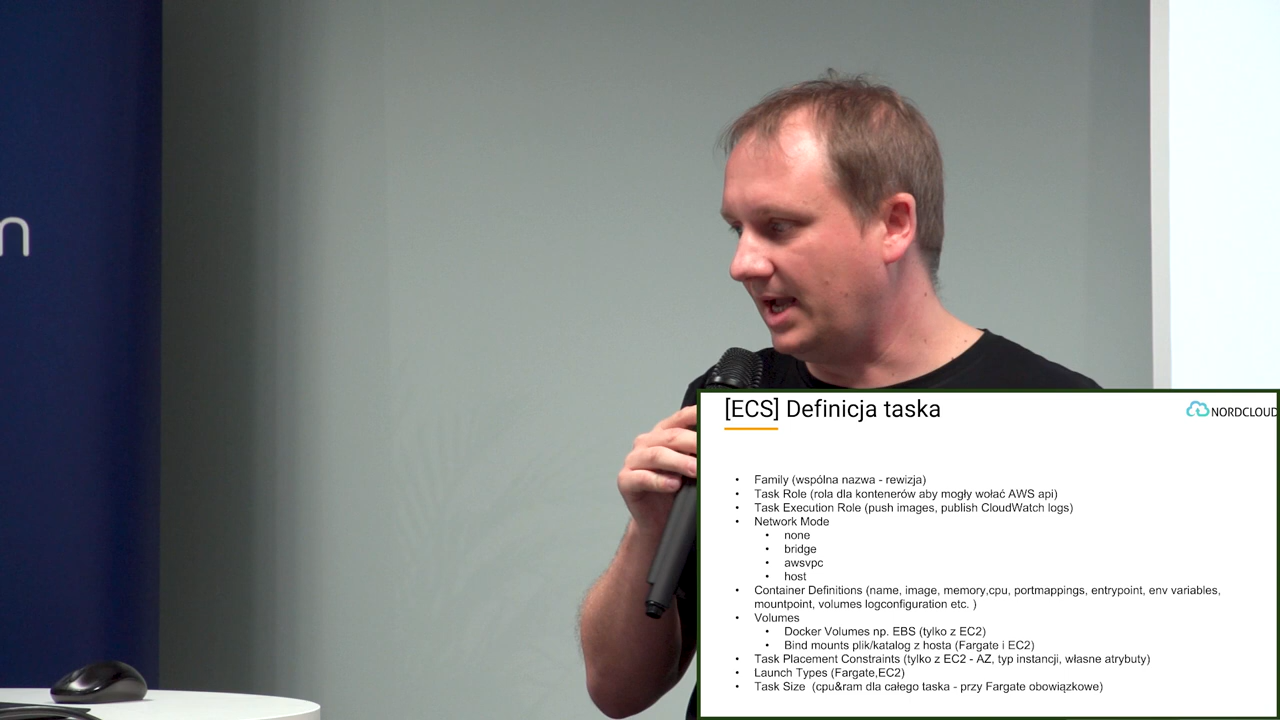 n
[ECS] Definicja taska
NORDCLOUD
• Family (wspólna nazwa - rewizja)
• Task Role (rola dla kontenerów aby mogły wołać AWS api)
• Task Execution Role (push images, publish CloudWatch logs)
• Network Mode
• none
• bridge
• awsvpc
• host
• Container Definitions (name, image, memory,cpu, portmappings, entrypoint, env variables,
mountpoint, volumes logconfiguration etc. )
• Volumes
• Docker Volumes np. EBS (tylko z EC2)
• Bind mounts plik/katalog z hosta (Fargate i EC2)
• Task Placement Constraints (tylko z EC2 - AZ, typ instancji, własne atrybuty)
• Launch Types (Fargate,EC2)
• Task Size (cpu&ram dla całego taska - przy Fargate obowiązkowe)